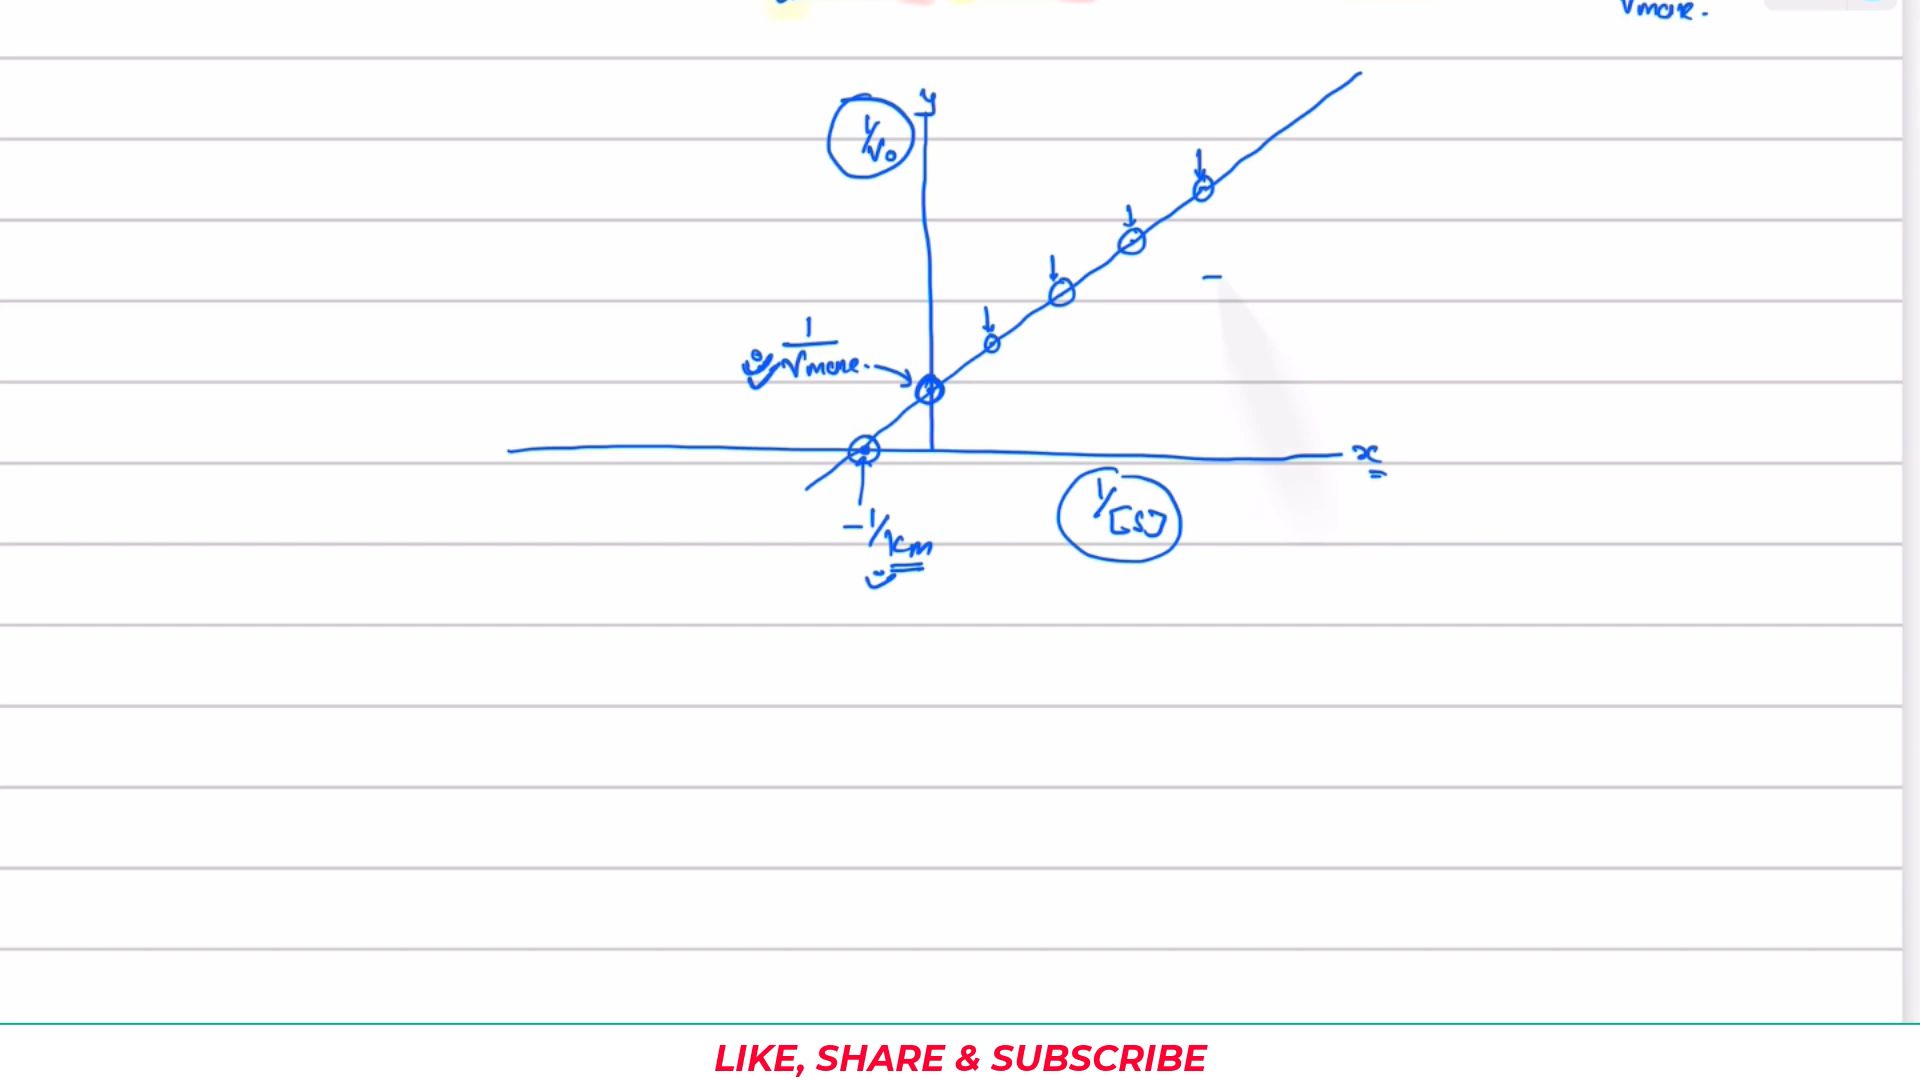 Vmax.
y
1/V₀
1/Vmax.
x
1/[S]
-1/Km
LIKE, SHARE & SUBSCRIBE